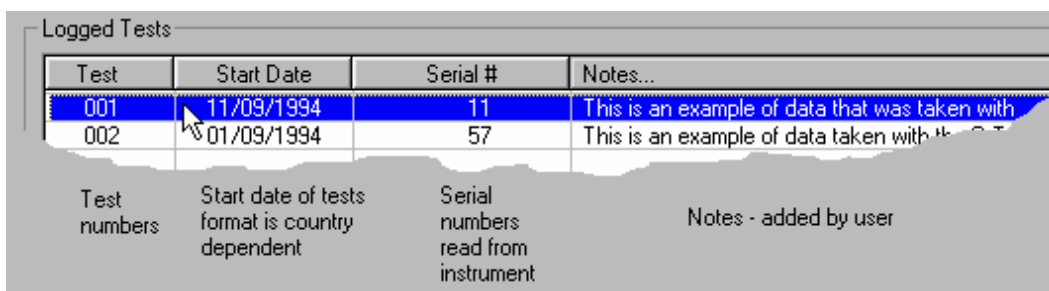 Logged Tests
Test Start Date Serial # Notes...
001 11/09/1994 11 This is an example of data that was taken with
002 01/09/1994 57 This is an example of data taken with
Test numbers
Start date of tests
format is country
dependent
Serial
numbers
read from
instrument
Notes - added by user